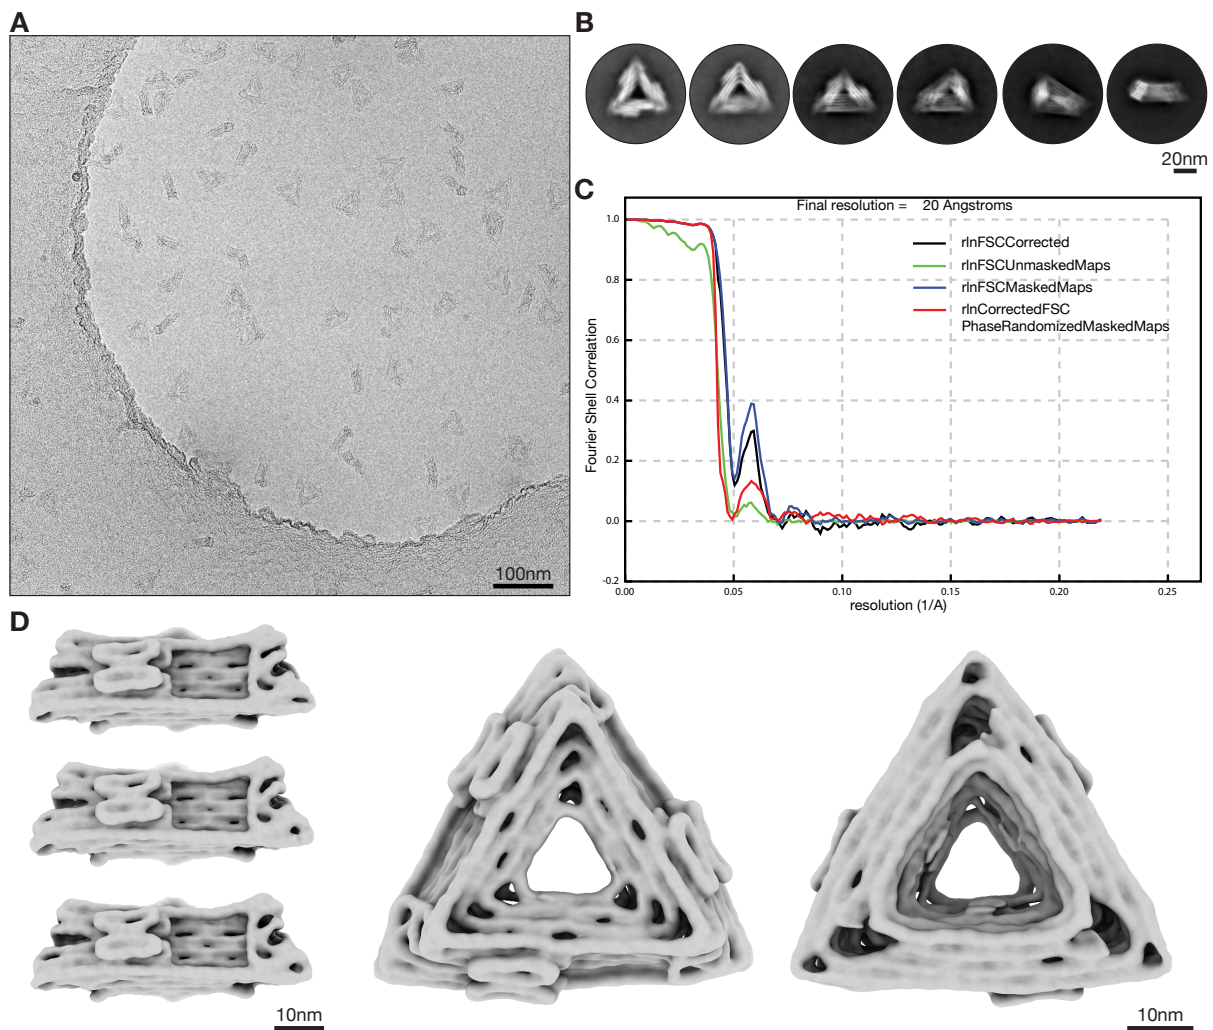 A
B
100nm
20nm
C
Final resolution = 20 Angstroms
rlnFSCCorrected
rlnFSCUnmaskedMaps
rlnFSCMaskedMaps
rlnCorrectedFSC
PhaseRandomizedMaskedMaps
Fourier Shell Correlation
1.0
0.8
0.6
0.4
0.2
0.0
-0.2
0.00
0.05
0.10
0.15
0.20
0.25
resolution (1/A)
D
10nm
10nm